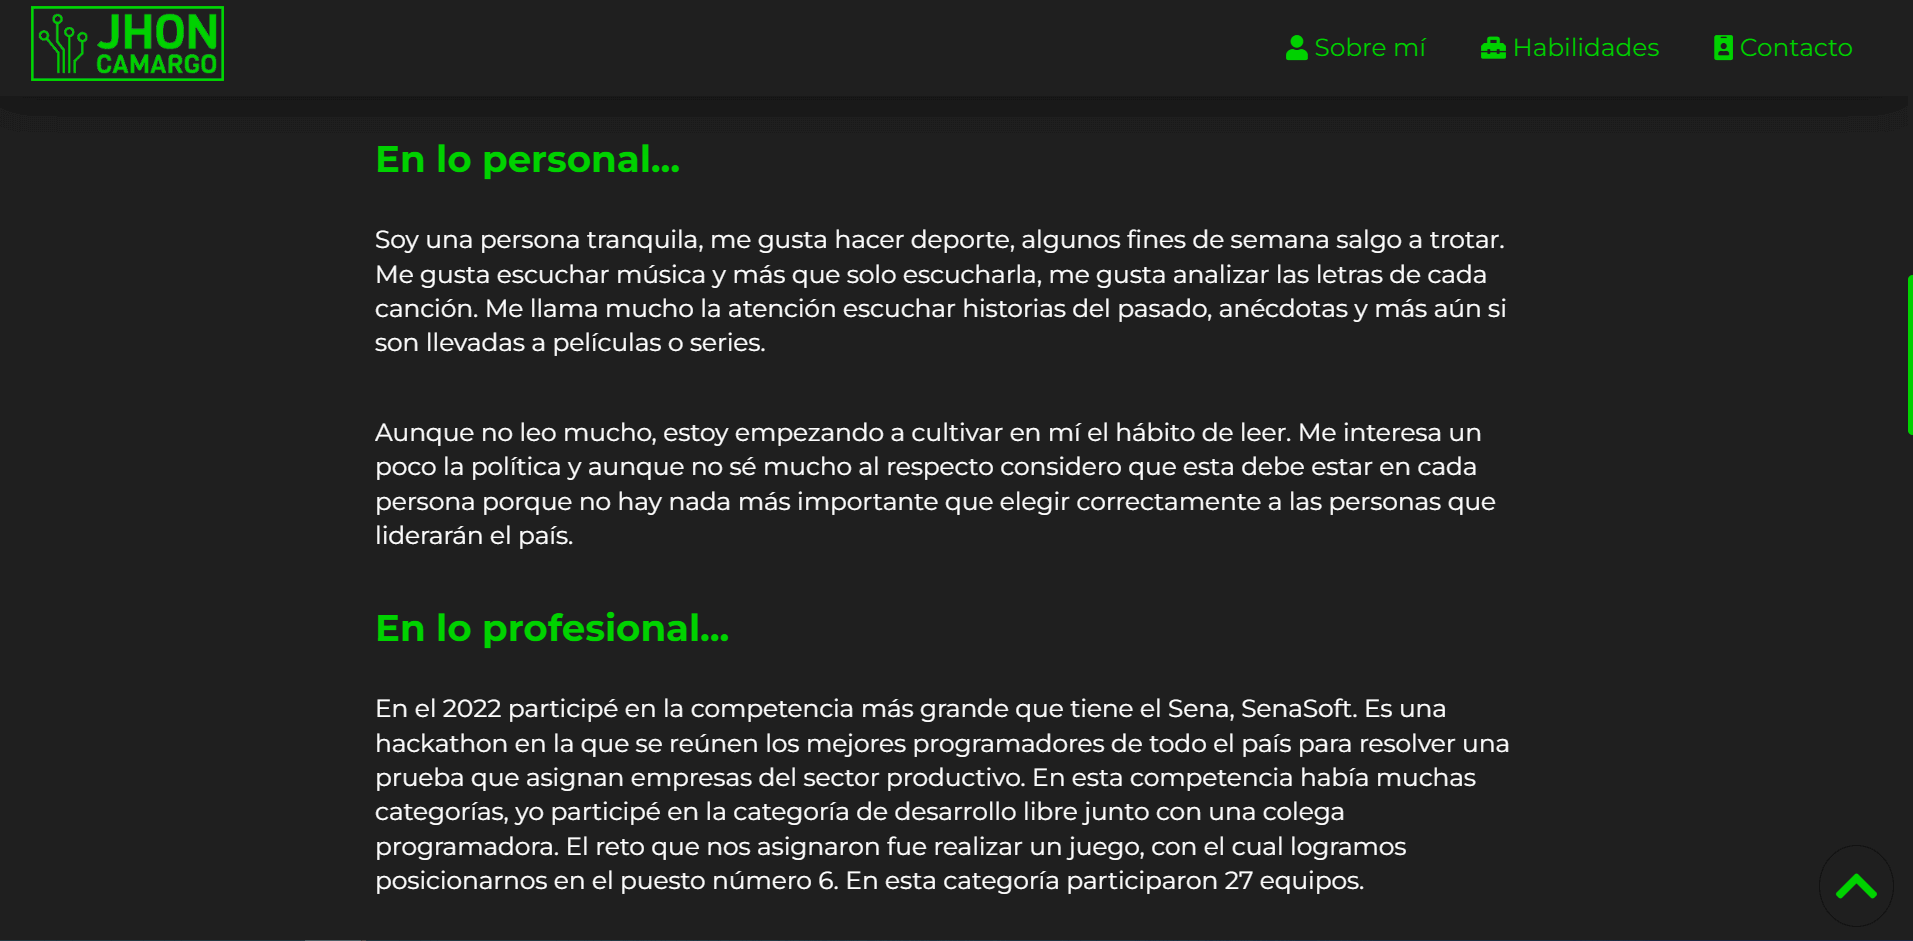 JHON
CAMARGO
Sobre mí
Habilidades
Contacto
En lo personal...
Soy una persona tranquila, me gusta hacer deporte, algunos fines de semana salgo a trotar.
Me gusta escuchar música y más que solo escucharla, me gusta analizar las letras de cada
canción. Me llama mucho la atención escuchar historias del pasado, anécdotas y más aún si
son llevadas a películas o series.
Aunque no leo mucho, estoy empezando a cultivar en mí el hábito de leer. Me interesa un
poco la política y aunque no sé mucho al respecto considero que esta debe estar en cada
persona porque no hay nada más importante que elegir correctamente a las personas que
liderarán el país.
En lo profesional...
En el 2022 participé en la competencia más grande que tiene el Sena, SenaSoft. Es una
hackathon en la que se reúnen los mejores programadores de todo el país para resolver una
prueba que asignan empresas del sector productivo. En esta competencia había muchas
categorías, yo participé en la categoría de desarrollo libre junto con una colega
programadora. El reto que nos asignaron fue realizar un juego, con el cual logramos
posicionarnos en el puesto número 6. En esta categoría participaron 27 equipos.